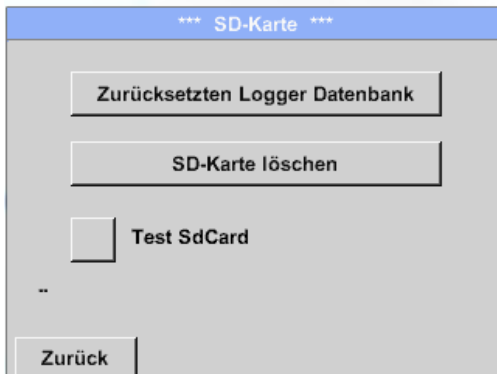 *** SD-Karte ***
Zurücksetzten Logger Datenbank
SD-Karte löschen
Test SdCard
--
Zurück